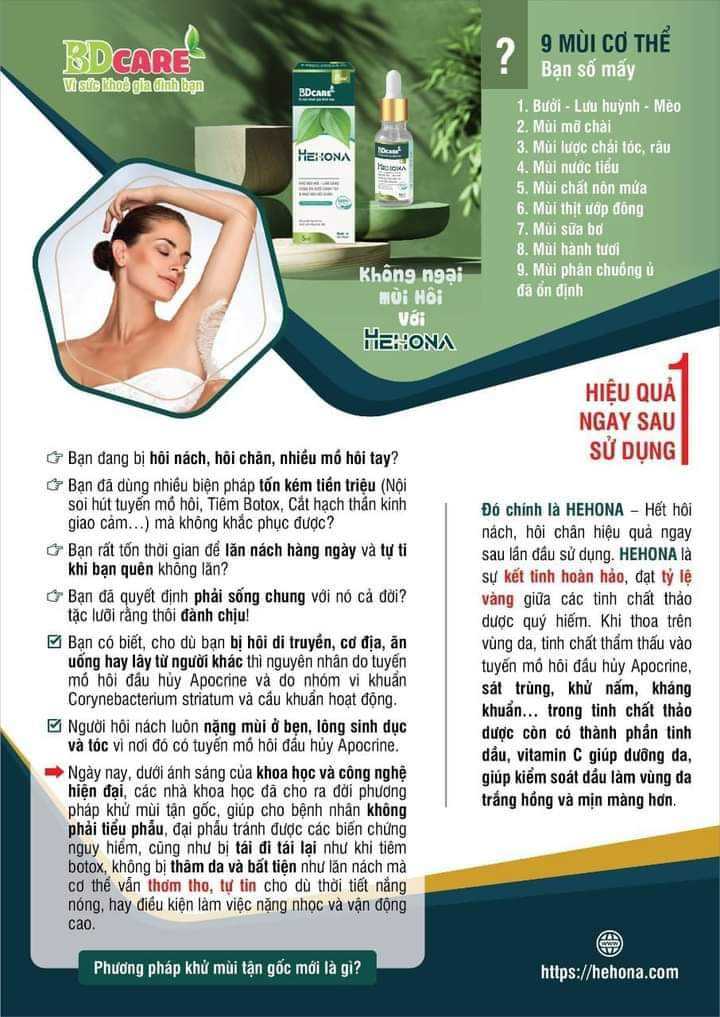 BDCARE
Vì sức khoẻ gia đình bạn
BDCARE
HEHONA
5ml
BDCARE
HEHONA
Không ngại
mùi Hôi
Với
HEHONA
?
9 MÙI CƠ THỂ
Bạn số mấy
1. Bưởi - Lưu huỳnh - Mèo
2. Mùi mỡ chài
3. Mùi lược chải tóc, râu
4. Mùi nước tiểu
5. Mùi chất nôn mửa
6. Mùi thịt ướp đông
7. Mùi sữa bơ
8. Mùi hành tươi
9. Mùi phân chuồng ủ
đã ổn định
HIỆU QUẢ
NGAY SAU
SỬ DỤNG
1
Bạn đang bị hôi nách, hôi chân, nhiều mồ hôi tay?
Bạn đã dùng nhiều biện pháp tốn kém tiền triệu (Nội
soi hút tuyến mồ hôi, Tiêm Botox, Cắt hạch thần kinh
giao cảm...) mà không khắc phục được?
Bạn rất tốn thời gian để lăn nách hàng ngày và tự ti
khi bạn quên không lăn?
Bạn đã quyết định phải sống chung với nó cả đời?
tặc lưỡi rằng thôi đành chịu!
Bạn có biết, cho dù bạn bị hôi di truyền, cơ địa, ăn
uống hay lây từ người khác thì nguyên nhân do tuyến
mồ hôi đầu hủy Apocrine và do nhóm vi khuẩn
Corynebacterium striatum và cầu khuẩn hoạt động.
Người hôi nách luôn nặng mùi ở bẹn, lông sinh dục
và tóc vì nơi đó có tuyến mồ hôi đầu hủy Apocrine.
Ngày nay, dưới ánh sáng của khoa học và công nghệ
hiện đại, các nhà khoa học đã cho ra đời phương
pháp khử mùi tận gốc, giúp cho bệnh nhân không
phải tiểu phẫu, đại phẫu tránh được các biến chứng
nguy hiểm, cũng như bị tái đi tái lại như khi tiêm
botox, không bị thâm da và bất tiện như lăn nách mà
cơ thể vẫn thơm tho, tự tin cho dù thời tiết nắng
nóng, hay điều kiện làm việc nặng nhọc và vận động
cao.
Phương pháp khử mùi tận gốc mới là gì?
Đó chính là HEHONA – Hết hôi
nách, hôi chân hiệu quả ngay
sau lần đầu sử dụng. HEHONA là
sự kết tinh hoàn hảo, đạt tỷ lệ
vàng giữa các tinh chất thảo
dược quý hiếm. Khi thoa trên
vùng da, tinh chất thẩm thấu vào
tuyến mồ hôi đầu hủy Apocrine,
sát trùng, khử nấm, kháng
khuẩn... trong tinh chất thảo
dược còn có thành phần tinh
dầu, vitamin C giúp dưỡng da,
giúp kiểm soát dầu làm vùng da
trắng hồng và mịn màng hơn.
www
https://hehona.com